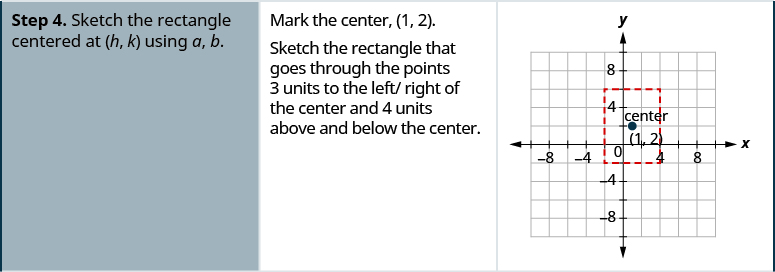 Step 4. Sketch the rectangle
centered at (h, k) using a, b.
Mark the center, (1, 2).
Sketch the rectangle that
goes through the points
3 units to the left/ right of
the center and 4 units
above and below the center.
y
8
4
center
(1, 2)
x
−8
−4
0
4
8
−4
−8